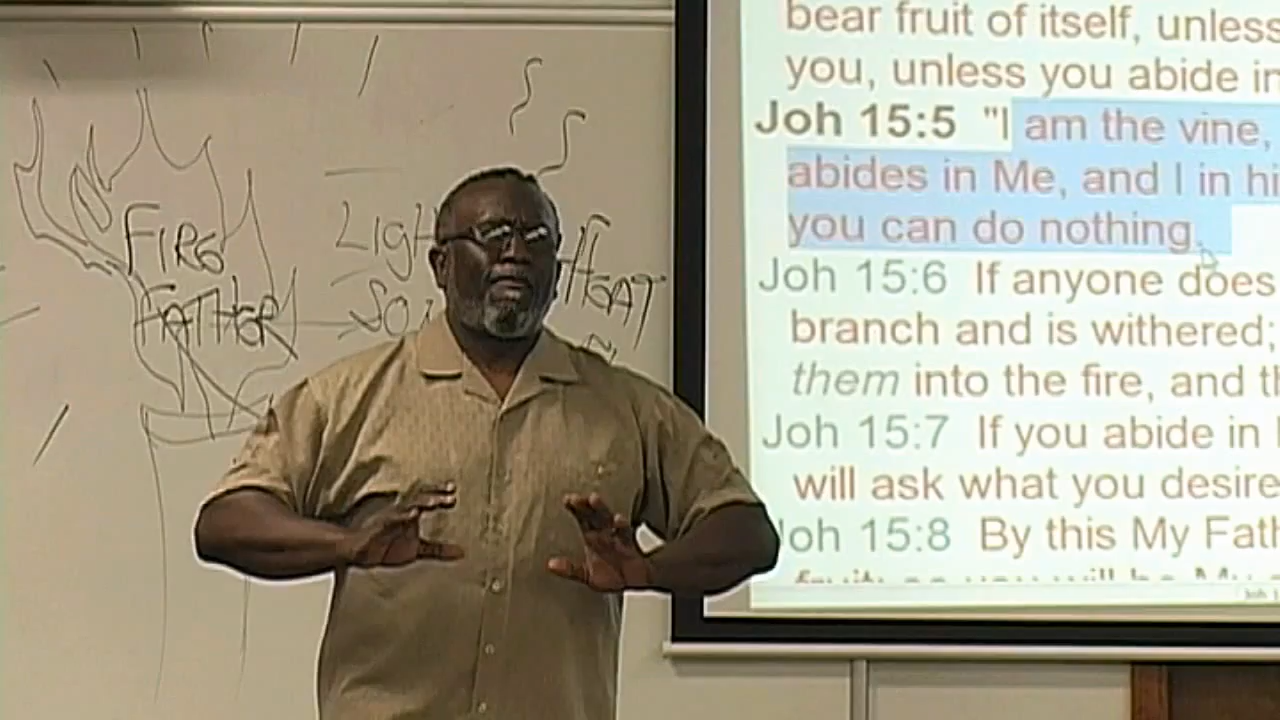 FIRE
FATHER
LIGH
SO
HEAT
bear fruit of itself, unless
you, unless you abide in
Joh 15:5 "I am the vine,
abides in Me, and I in hi
you can do nothing.
Joh 15:6 If anyone does
branch and is withered;
them into the fire, and th
Joh 15:7 If you abide in
will ask what you desire
Joh 15:8 By this My Fath